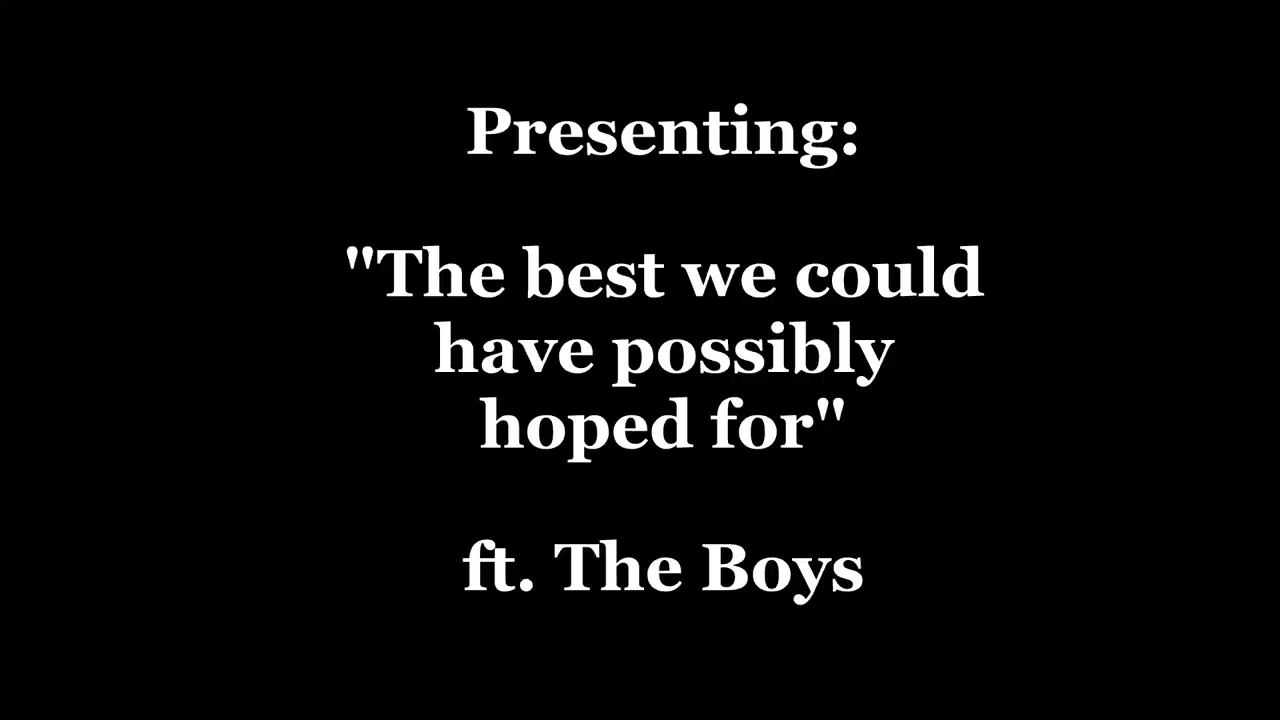 Presenting:
"The best we could
have possibly
hoped for"
ft. The Boys